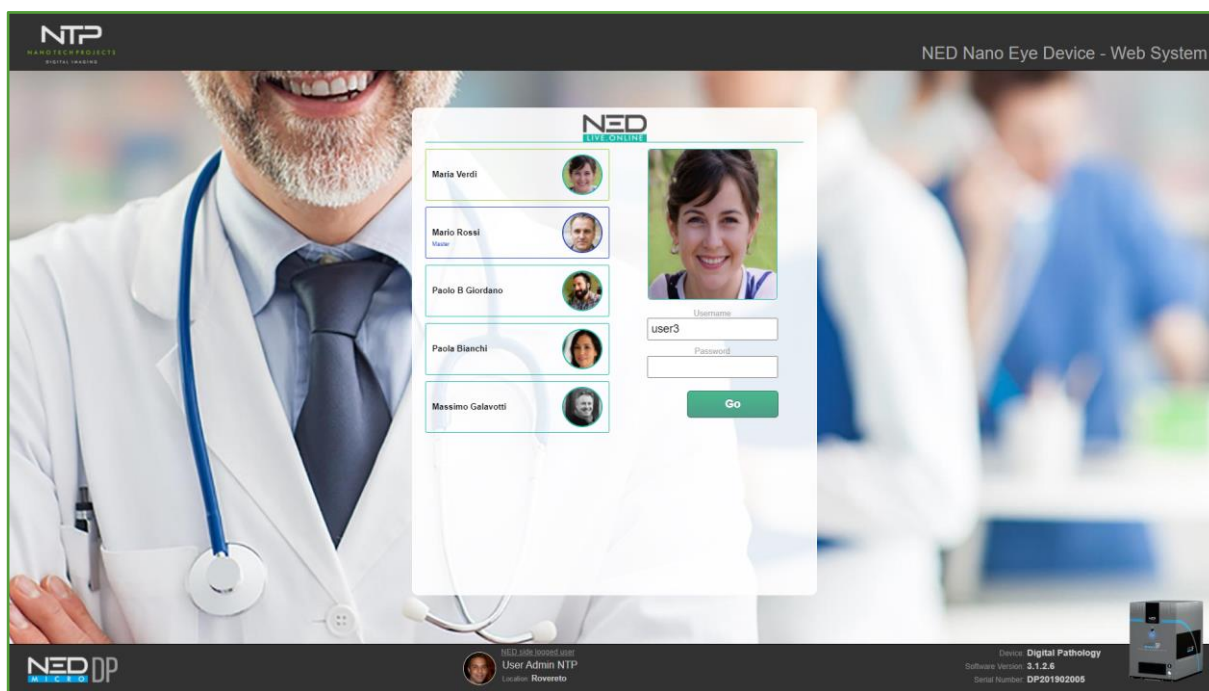 NTP
NANOTECH PROJECTS
DIGITAL IMAGING
NED Nano Eye Device - Web System
NED
LIVE ONLINE
Maria Verdi
Mario Rossi
Master
Paolo B Giordano
Paola Bianchi
Massimo Galavotti
Username
user3
Password
Go
NED DP
MICRO
NED side logged user
User Admin NTP
Location: Rovereto
Device: Digital Pathology
Software Version: 3.1.2.6
Serial Number: DP201902005